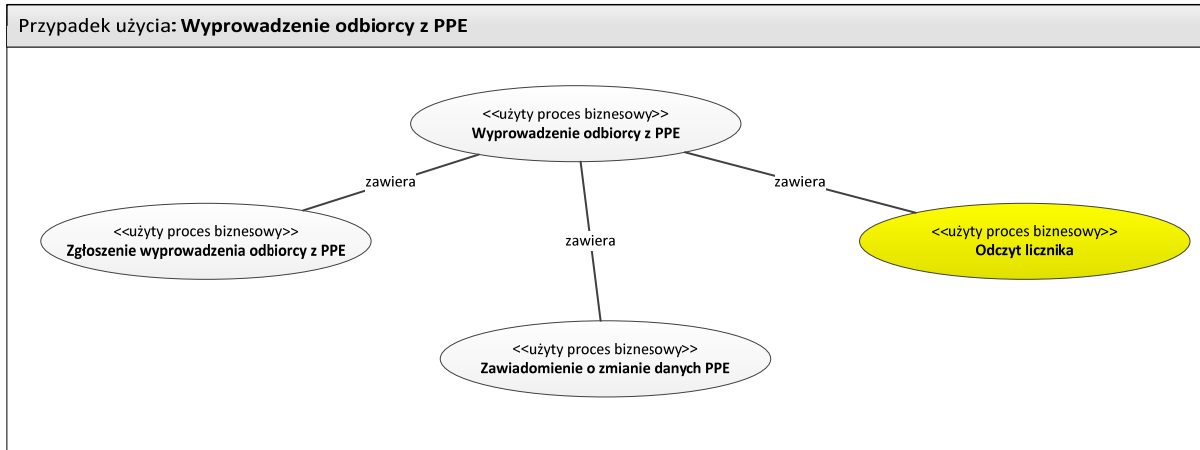 Przypadek użycia: Wyprowadzenie odbiorcy z PPE
<<użyty proces biznesowy>>
Wyprowadzenie odbiorcy z PPE
zawiera
zawiera
<<użyty proces biznesowy>>
Zgłoszenie wyprowadzenia odbiorcy z PPE
zawiera
<<użyty proces biznesowy>>
Odczyt licznika
<<użyty proces biznesowy>>
Zawiadomienie o zmianie danych PPE